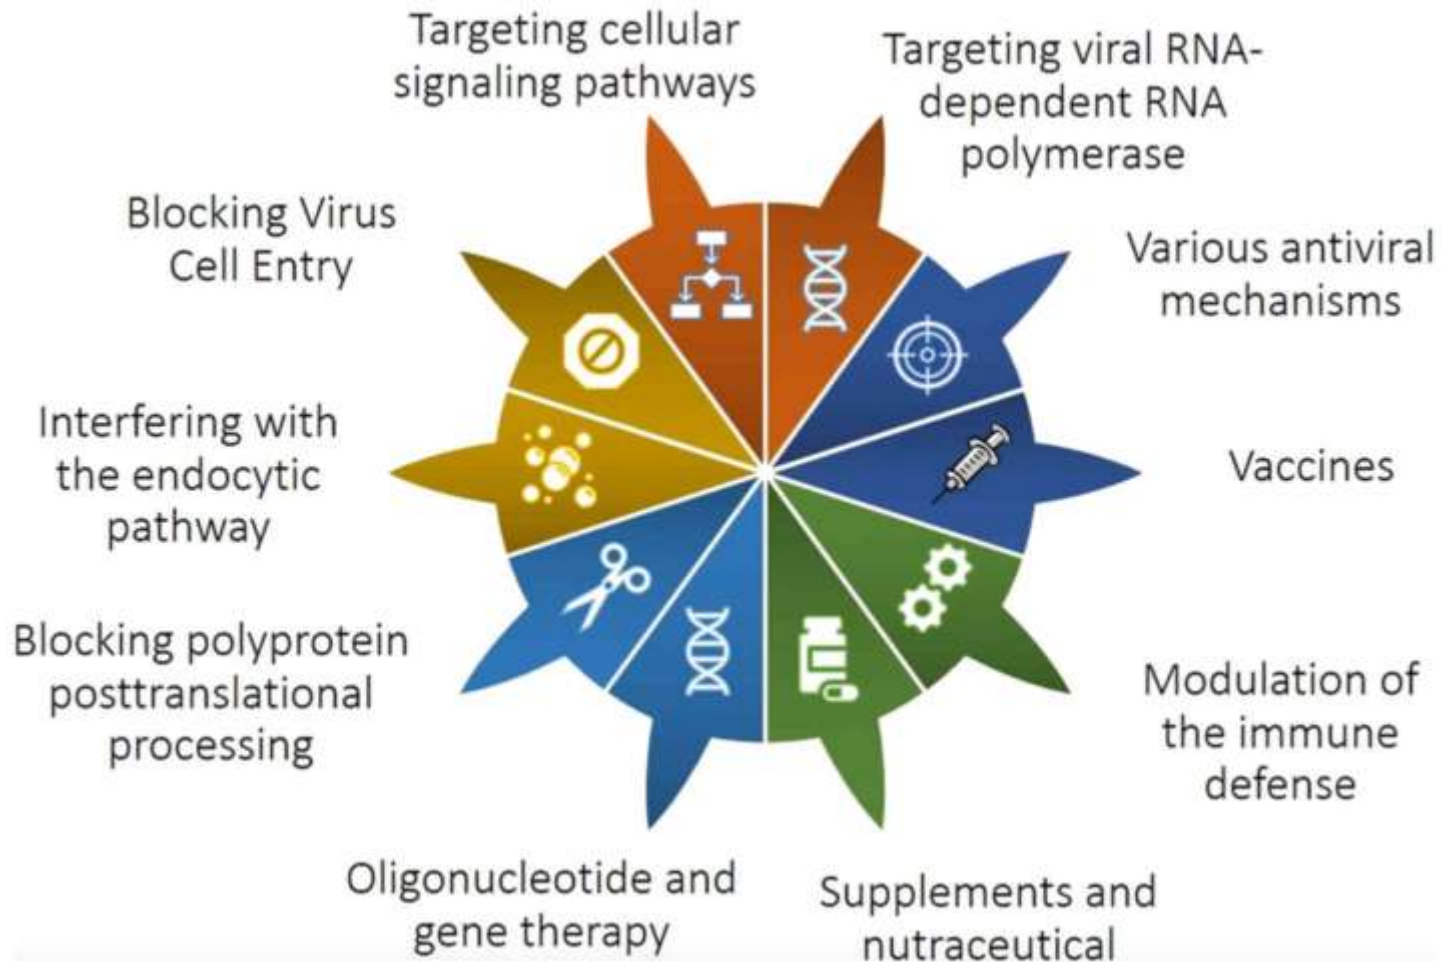 Targeting cellular
signaling pathways
Targeting viral RNA-
dependent RNA
polymerase
Various antiviral
mechanisms
Vaccines
Modulation of
the immune
defense
Supplements and
nutraceutical
Oligonucleotide and
gene therapy
Blocking polyprotein
posttranslational
processing
Interfering with
the endocytic
pathway
Blocking Virus
Cell Entry